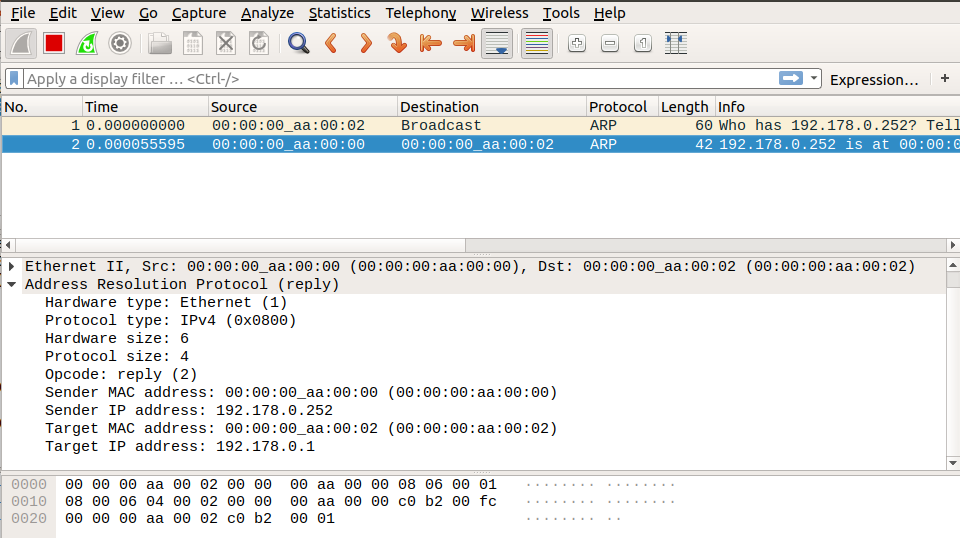 File Edit View Go Capture Analyze Statistics Telephony Wireless Tools Help
Apply a display filter … <Ctrl-/> Expression… +
No. Time Source Destination Protocol Length Info
1 0.000000000 00:00:00_aa:00:02 Broadcast ARP 60 Who has 192.178.0.252? Tell
2 0.000055595 00:00:00_aa:00:00 00:00:00_aa:00:02 ARP 42 192.178.0.252 is at 00:00:0
Ethernet II, Src: 00:00:00_aa:00:00 (00:00:00:aa:00:00), Dst: 00:00:00_aa:00:02 (00:00:00:aa:00:02)
Address Resolution Protocol (reply)
Hardware type: Ethernet (1)
Protocol type: IPv4 (0x0800)
Hardware size: 6
Protocol size: 4
Opcode: reply (2)
Sender MAC address: 00:00:00_aa:00:00 (00:00:00:aa:00:00)
Sender IP address: 192.178.0.252
Target MAC address: 00:00:00_aa:00:02 (00:00:00:aa:00:02)
Target IP address: 192.178.0.1
0000 00 00 00 aa 00 02 00 00 00 aa 00 00 08 06 00 01 ········ ········
0010 08 00 06 04 00 02 00 00 00 aa 00 00 c0 b2 00 fc ········ ········
0020 00 00 00 aa 00 02 c0 b2 00 01 ········ ··